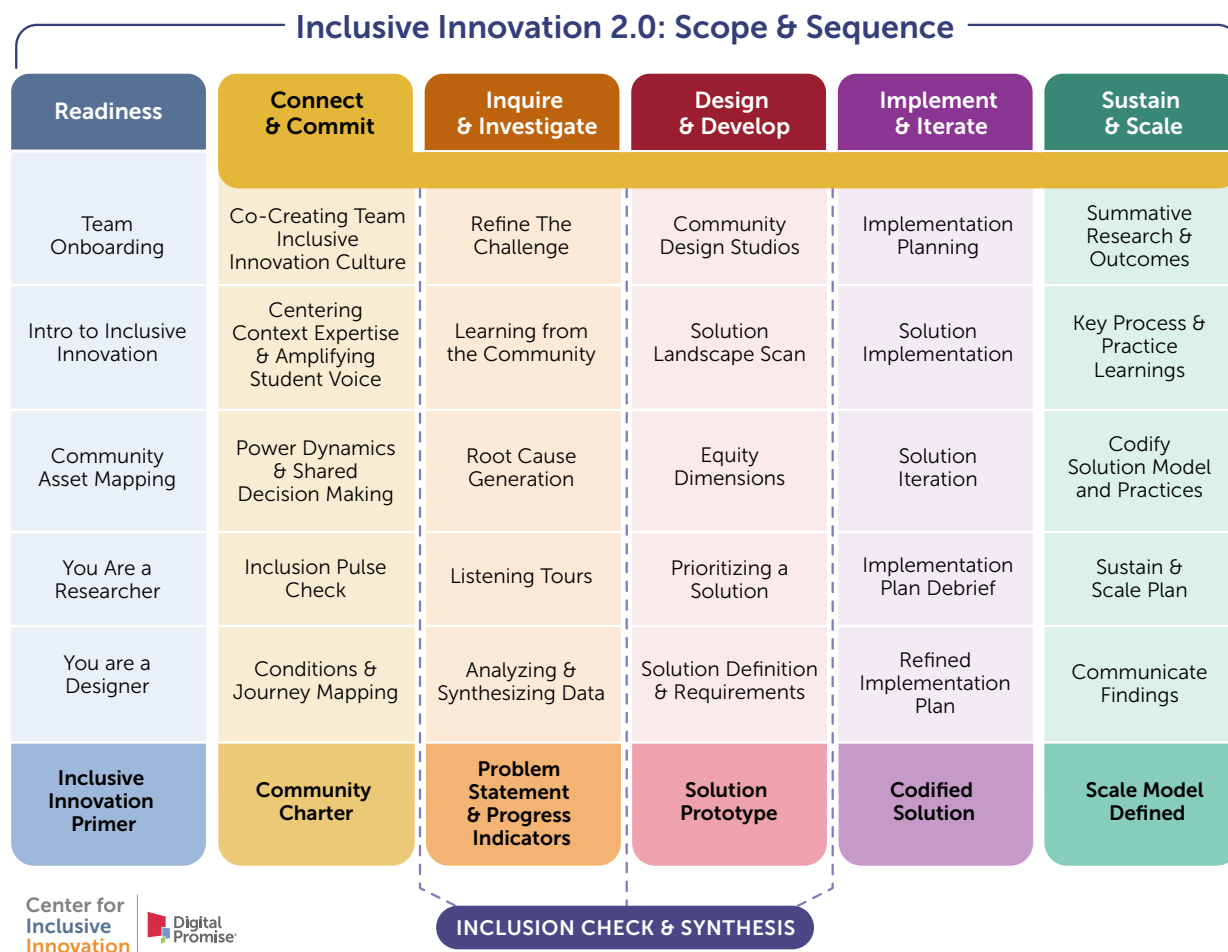 Inclusive Innovation 2.0: Scope & Sequence
Readiness
Connect
& Commit
Inquire
& Investigate
Design
& Develop
Implement
& Iterate
Sustain
& Scale
Team
Onboarding
Co-Creating Team
Inclusive
Innovation Culture
Refine The
Challenge
Community
Design Studios
Implementation
Planning
Summative
Research &
Outcomes
Intro to Inclusive
Innovation
Centering
Context Expertise
& Amplifying
Student Voice
Learning from
the Community
Solution
Landscape Scan
Solution
Implementation
Key Process &
Practice
Learnings
Community
Asset Mapping
Power Dynamics
& Shared
Decision Making
Root Cause
Generation
Equity
Dimensions
Solution
Iteration
Codify
Solution Model
and Practices
You Are a
Researcher
Inclusion Pulse
Check
Listening Tours
Prioritizing a
Solution
Implementation
Plan Debrief
Sustain &
Scale Plan
You are a
Designer
Conditions &
Journey Mapping
Analyzing &
Synthesizing Data
Solution Definition
& Requirements
Refined
Implementation
Plan
Communicate
Findings
Inclusive
Innovation
Primer
Community
Charter
Problem
Statement
& Progress
Indicators
Solution
Prototype
Codified
Solution
Scale Model
Defined
Center for
Inclusive
Innovation
Digital
Promise
INCLUSION CHECK & SYNTHESIS